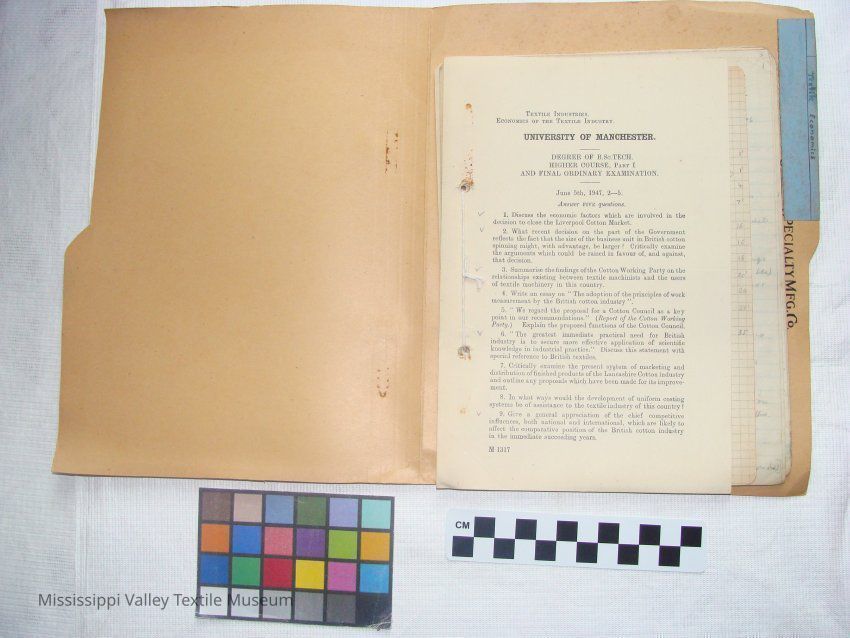 TEXTILE INDUSTRIES.
ECONOMICS OF THE TEXTILE INDUSTRY.
UNIVERSITY OF MANCHESTER.
DEGREE OF B.Sc.TECH.
HIGHER COURSE, PART I.
AND FINAL ORDINARY EXAMINATION.
June 5th, 1947, 2—5.
Answer FIVE questions.
1. Discuss the economic factors which are involved in the
decision to close the Liverpool Cotton Market.
2. What recent decision on the part of the Government
reflects the fact that the size of the business unit in British cotton
spinning might, with advantage, be larger? Critically examine
the arguments which could be raised in favour of, and against,
that decision.
3. Summarise the findings of the Cotton Working Party on the
relationships existing between textile machinists and the users
of textile machinery in this country.
4. Write an essay on "The adoption of the principles of work
measurement by the British cotton industry".
5. "We regard the proposal for a Cotton Council as a key
point in our recommendations." (Report of the Cotton Working
Party.) Explain the proposed functions of the Cotton Council.
6. "The greatest immediate practical need for British
industry is to secure more effective application of scientific
knowledge in industrial practice." Discuss this statement with
special reference to British textiles.
7. Critically examine the present system of marketing and
distribution of finished products of the Lancashire Cotton industry
and outline any proposals which have been made for its improve-
ment.
8. In what ways would the development of uniform costing
systems be of assistance to the textile industry of this country?
9. Give a general appreciation of the chief competitive
influences, both national and international, which are likely to
affect the comparative position of the British cotton industry
in the immediate succeeding years.
M 1317
Textile Economics
SPECIALTY MFG. Co.
CM
Mississippi Valley Textile Museum